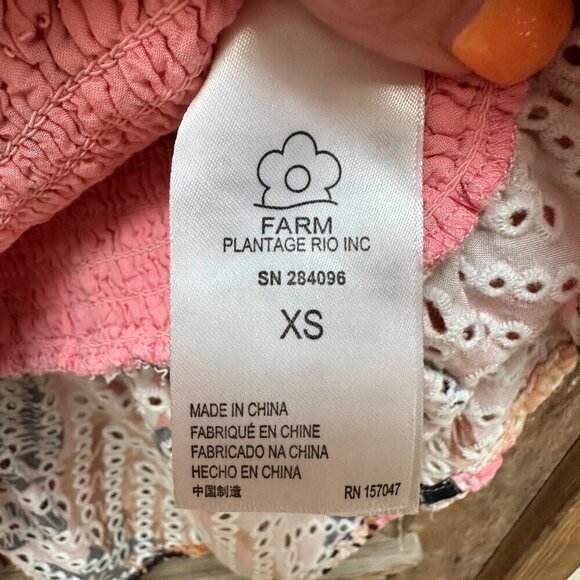 FARM
PLANTAGE RIO INC
SN 284096
XS
MADE IN CHINA
FABRIQUÉ EN CHINE
FABRICADO NA CHINA
HECHO EN CHINA
中国制造 RN 157047